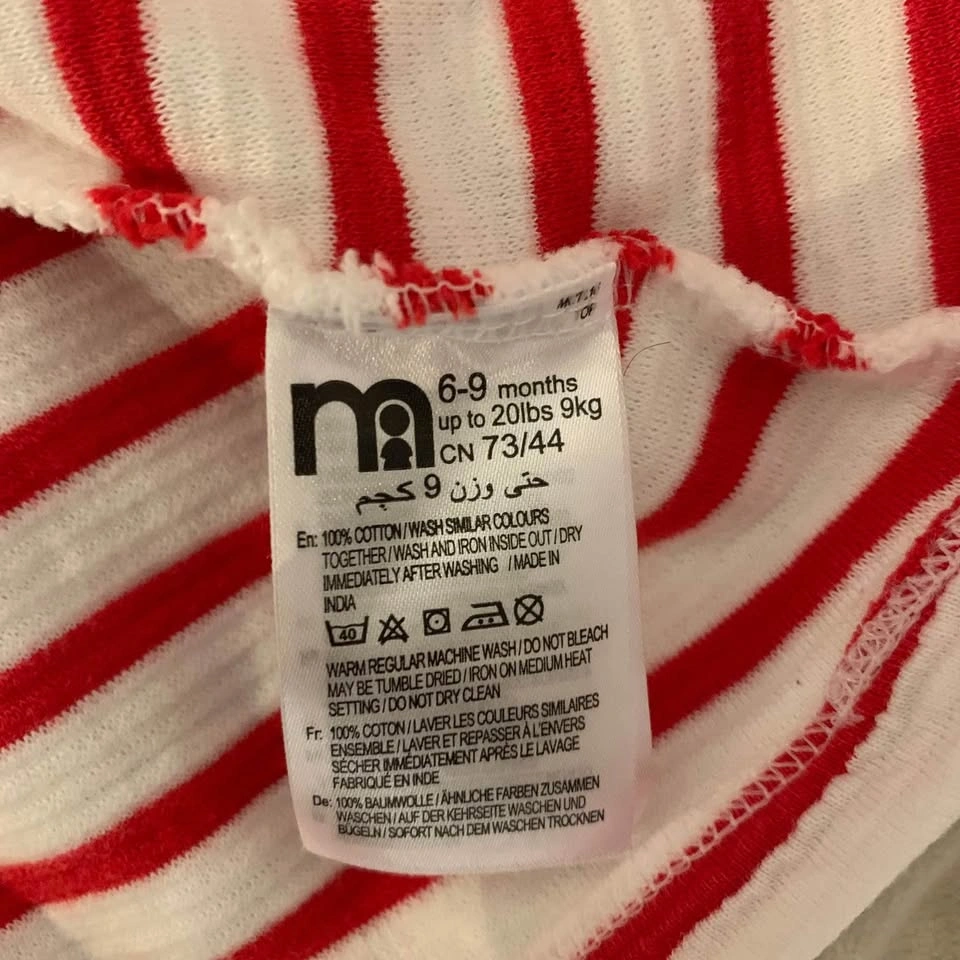 6-9 months
up to 20lbs 9kg
CN 73/44
حتى وزن 9 كجم
En: 100% COTTON / WASH SIMILAR COLOURS
TOGETHER / WASH AND IRON INSIDE OUT / DRY
IMMEDIATELY AFTER WASHING / MADE IN
INDIA
40
WARM REGULAR MACHINE WASH / DO NOT BLEACH
MAY BE TUMBLE DRIED / IRON ON MEDIUM HEAT
SETTING / DO NOT DRY CLEAN
Fr: 100% COTON / LAVER LES COULEURS SIMILAIRES
ENSEMBLE / LAVER ET REPASSER À L'ENVERS
SÉCHER IMMÉDIATEMENT APRÈS LE LAVAGE
FABRIQUÉ EN INDE
De: 100% BAUMWOLLE / ÄHNLICHE FARBEN ZUSAMMEN
WASCHEN / AUF DER KEHRSEITE WASCHEN UND
BÜGELN / SOFORT NACH DEM WASCHEN TROCKNEN